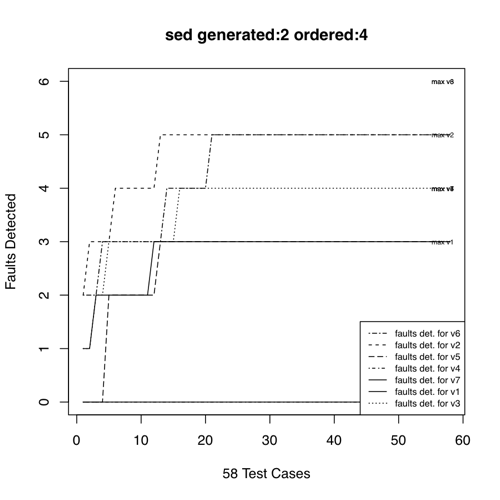 sed generated:2 ordered:4
6
5
4
3
2
1
0
Faults Detected
max v2
max v1
faults det. for v6
faults det. for v2
faults det. for v5
faults det. for v4
faults det. for v7
faults det. for v1
faults det. for v3
0 10 20 30 40 50 60
58 Test Cases